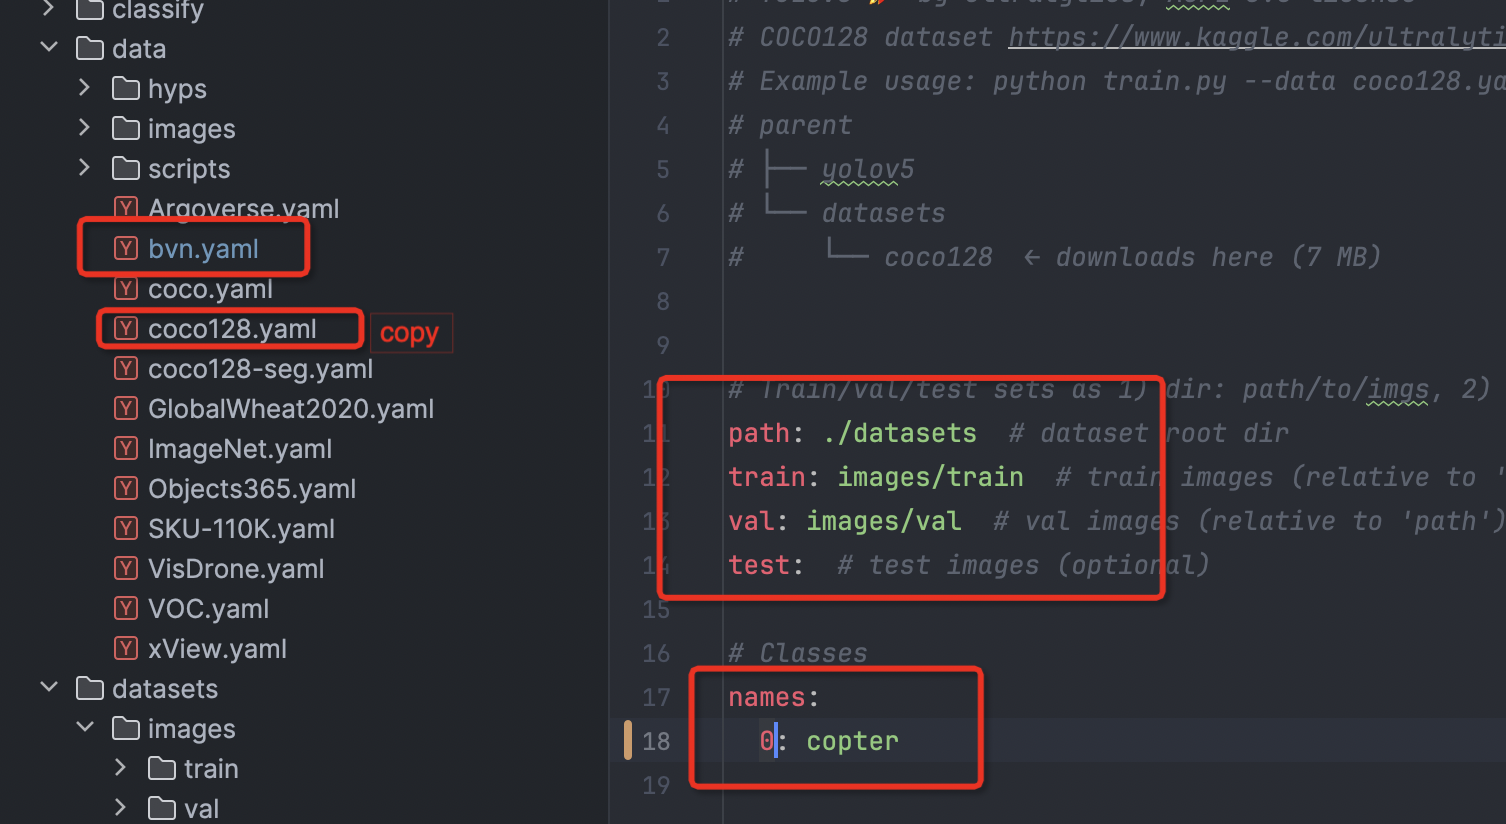 classify
data
hyps
images
scripts
Argoverse.yaml
bvn.yaml
coco.yaml
coco128.yaml
copy
coco128-seg.yaml
GlobalWheat2020.yaml
ImageNet.yaml
Objects365.yaml
SKU-110K.yaml
VisDrone.yaml
VOC.yaml
xView.yaml
datasets
images
train
val
2 # COCO128 dataset https://www.kaggle.com/ultralyti
3 # Example usage: python train.py --data coco128.ya
4 # parent
5 # ├── yolov5
6 # └── datasets
7 #     └── coco128 ← downloads here (7 MB)
8
9
10 # Train/val/test sets as 1) dir: path/to/imgs, 2)
11 path: ./datasets # dataset root dir
12 train: images/train # train images (relative to '
13 val: images/val # val images (relative to 'path')
14 test: # test images (optional)
15
16 # Classes
17 names:
18 0: copter
19